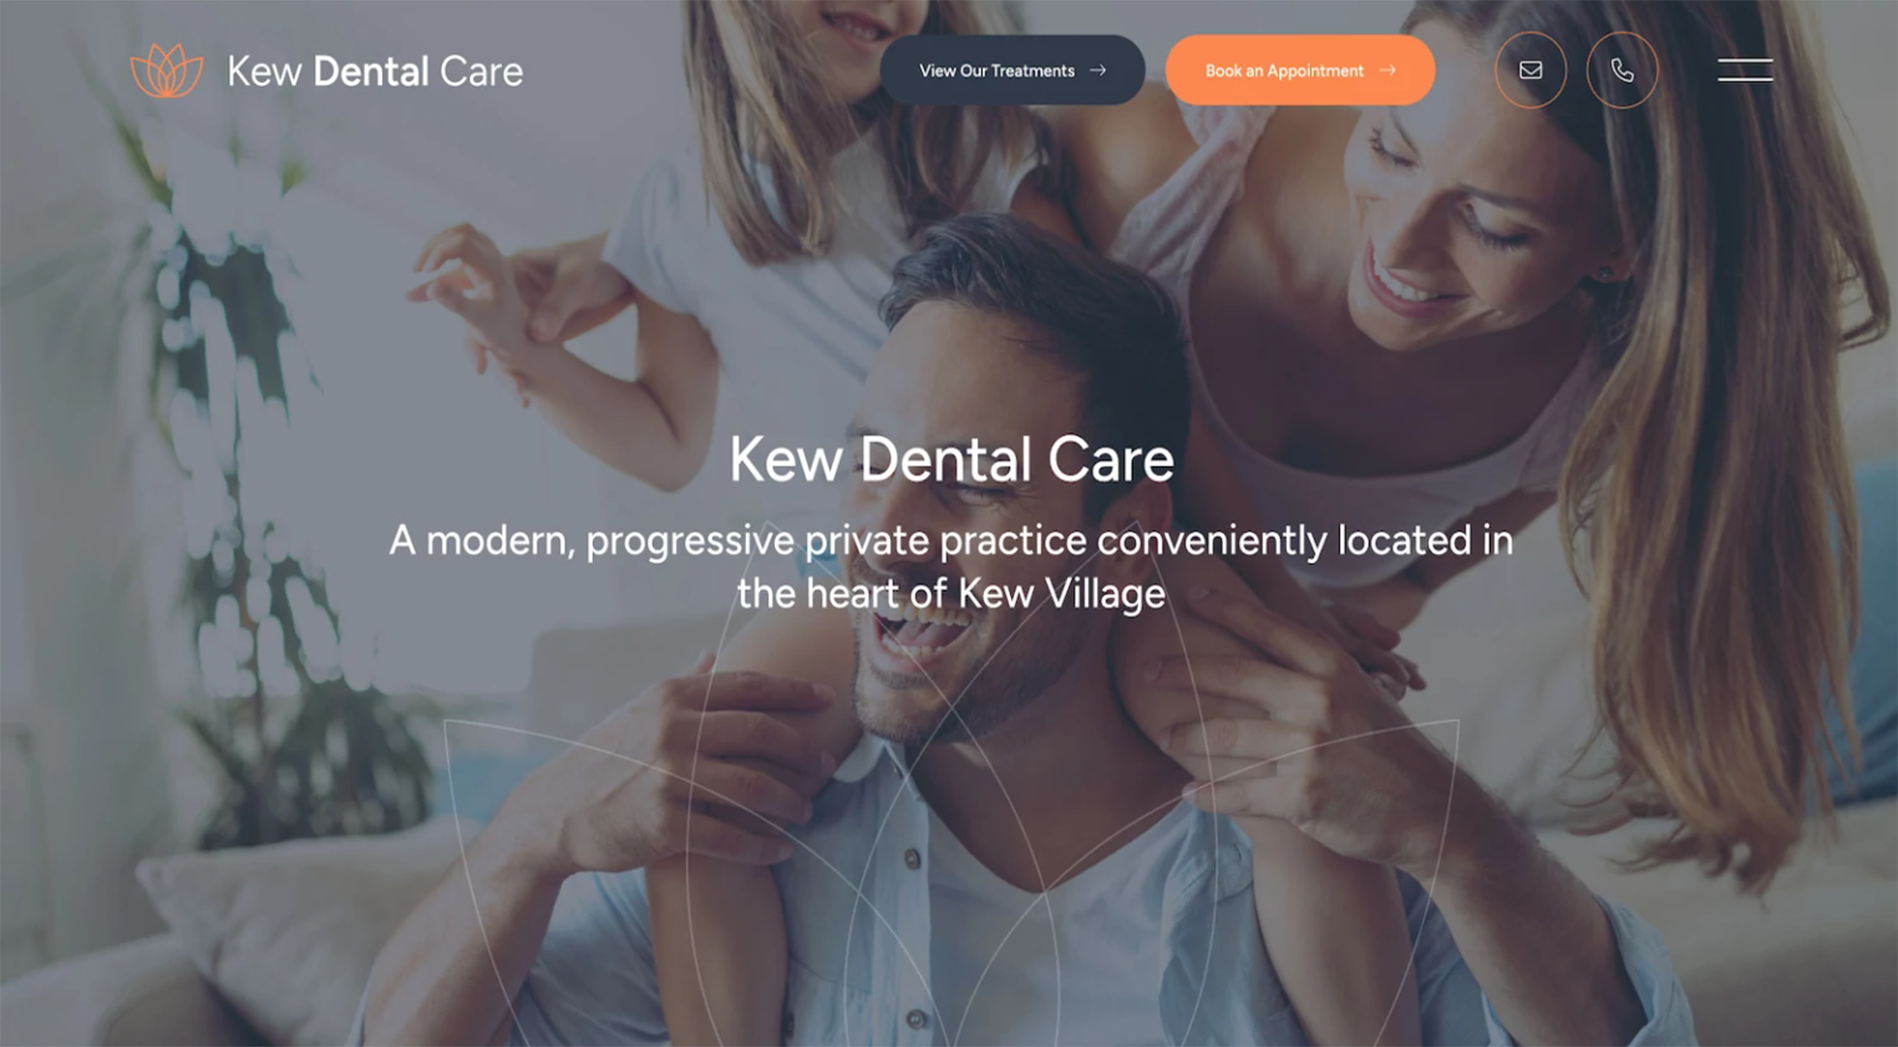 Kew Dental Care
View Our Treatments
Book an Appointment
Kew Dental Care
A modern, progressive private practice conveniently located in
the heart of Kew Village